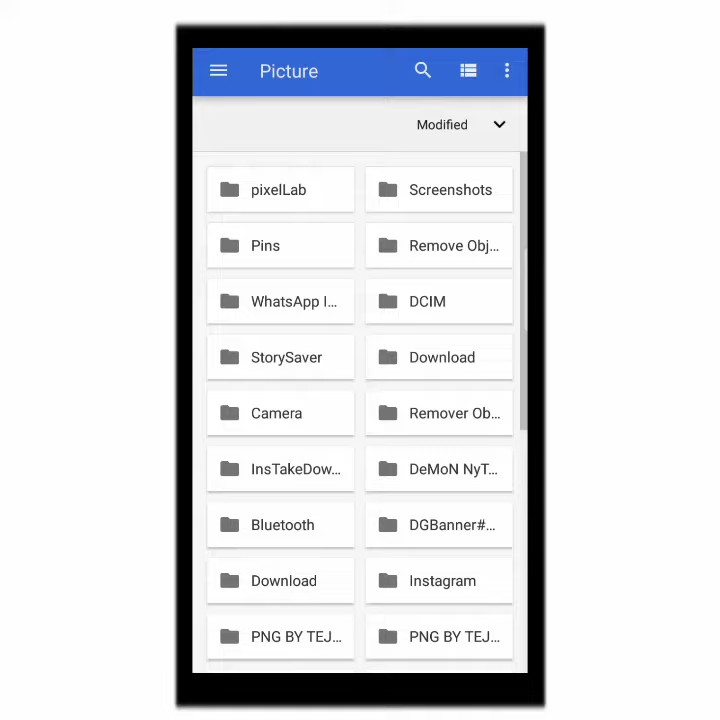 Picture
Modified
pixelLab
Screenshots
Pins
Remove Obj...
WhatsApp I...
DCIM
StorySaver
Download
Camera
Remover Ob...
InsTakeDow...
DeMoN NyT...
Bluetooth
DGBanner#...
Download
Instagram
PNG BY TEJ...
PNG BY TEJ...